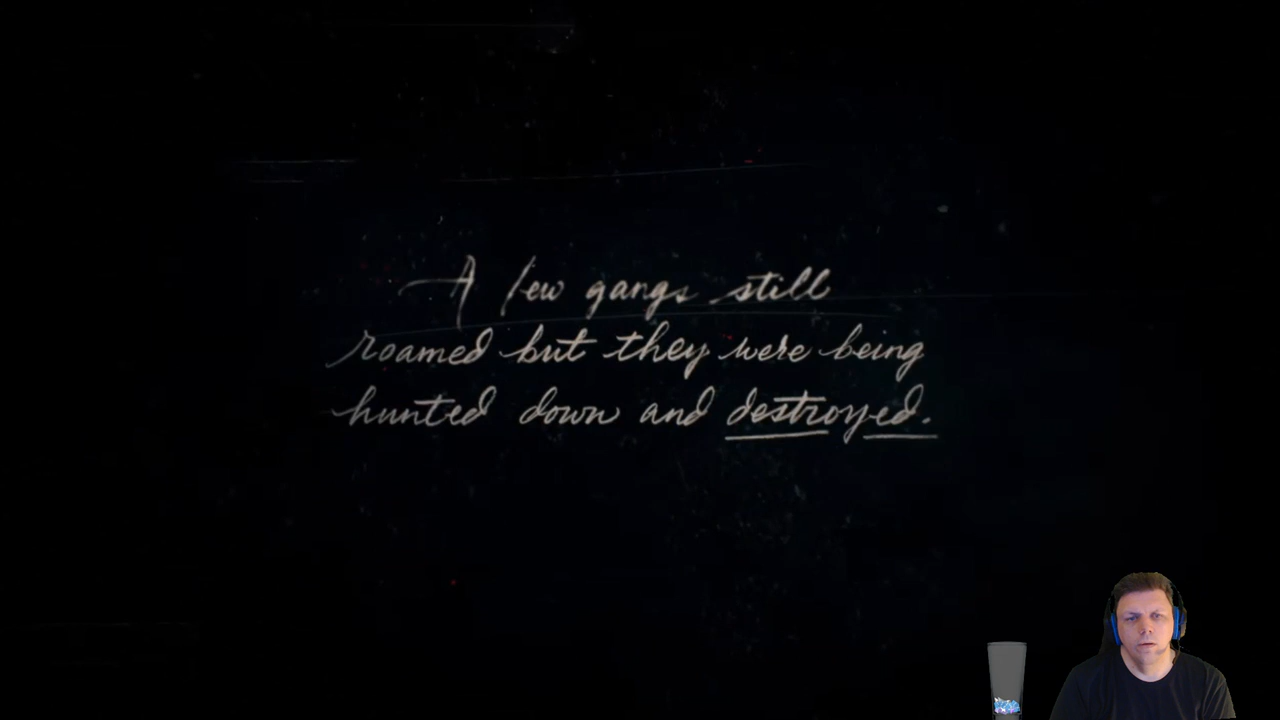 A few gangs still
roamed but they were being
hunted down and destroyed.